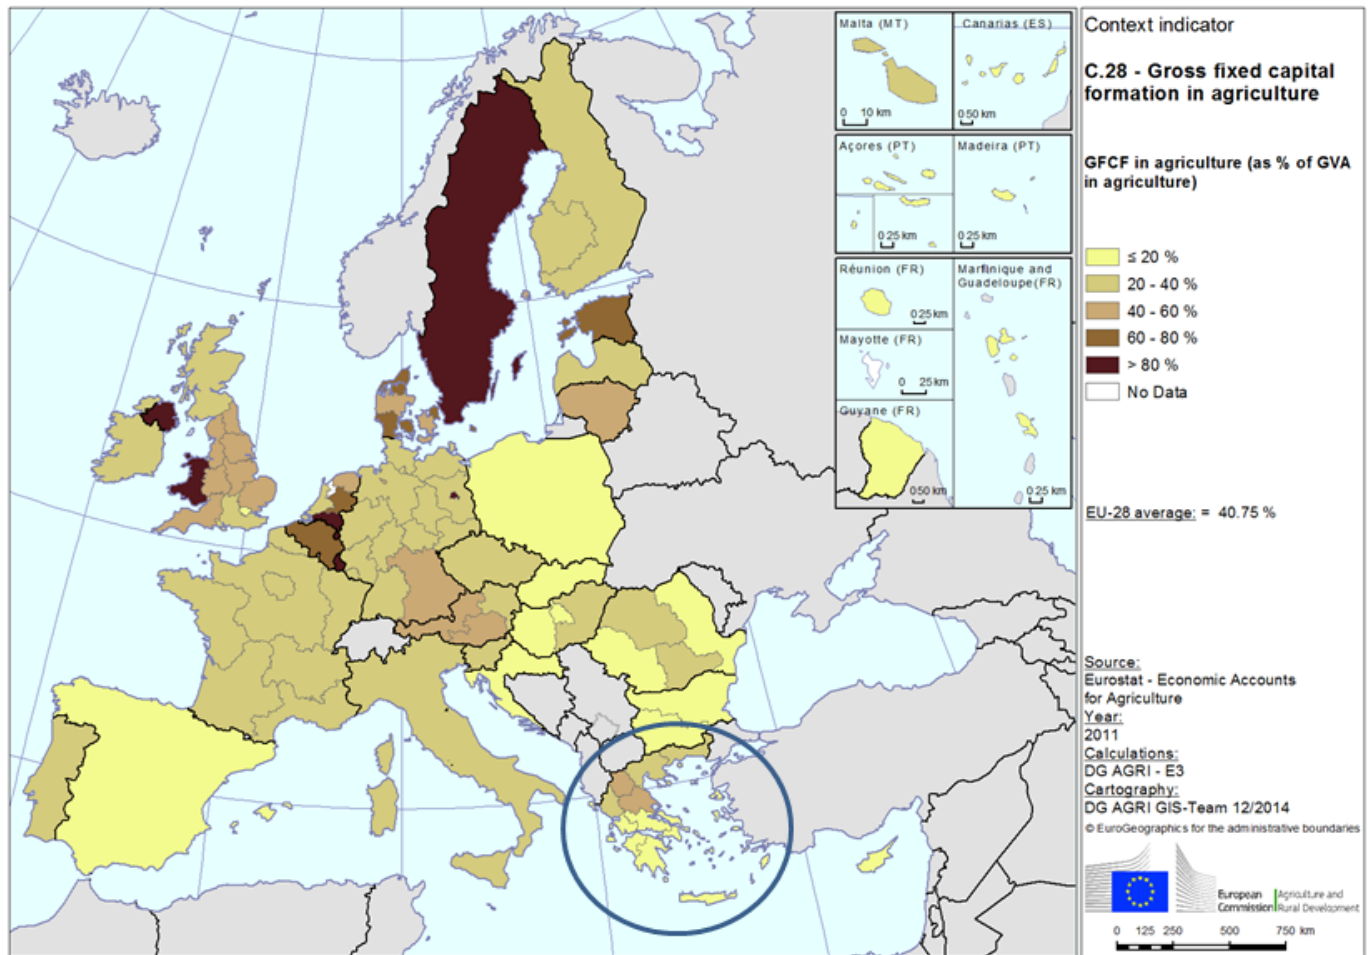 Malta (MT)
0 10 km
Canarias (ES)
0 50 km
Açores (PT)
0 25 km
Madeira (PT)
0 25 km
Réunion (FR)
0 25 km
Martinique and
Guadeloupe(FR)
0 25 km
Mayotte (FR)
0 25 km
Guyane (FR)
0 50 km
Context indicator
C.28 - Gross fixed capital
formation in agriculture
GFCF in agriculture (as % of GVA
in agriculture)
≤ 20 %
20 - 40 %
40 - 60 %
60 - 80 %
> 80 %
No Data
EU-28 average: = 40.75 %
Source:
Eurostat - Economic Accounts
for Agriculture
Year:
2011
Calculations:
DG AGRI - E3
Cartography:
DG AGRI GIS-Team 12/2014
© EuroGeographics for the administrative boundaries
European
Commission
Agriculture and
Rural Development
0 125 250 500 750 km